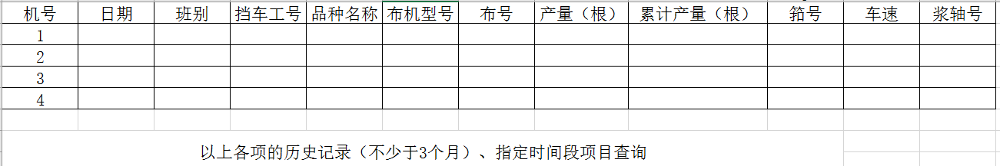 机号 日期 班别 挡车工号 品种名称 布机型号 布号 产量（根） 累计产量（根） 筘号 车速 浆轴号
1
2
3
4
以上各项的历史记录（不少于3个月）、指定时间段项目查询